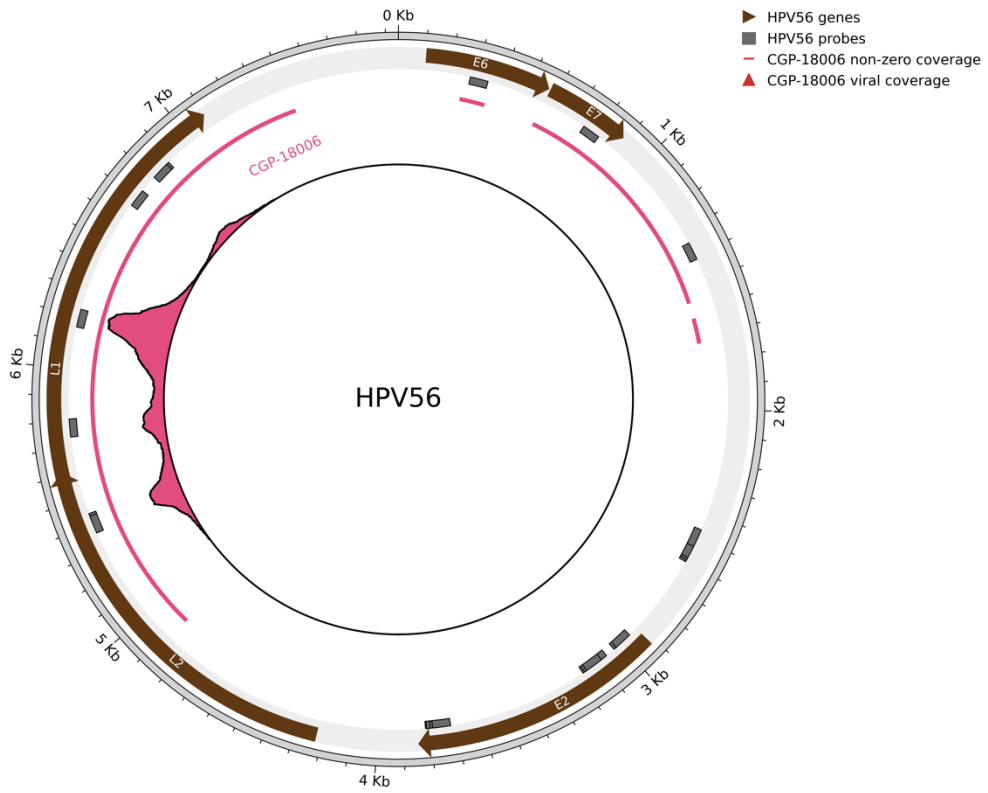 0 Kb
HPV56 genes
HPV56 probes
CGP-18006 non-zero coverage
CGP-18006 viral coverage
E6
E7
1 Kb
7 Kb
CGP-18006
6 Kb
L1
HPV56
2 Kb
5 Kb
L2
E2
3 Kb
4 Kb